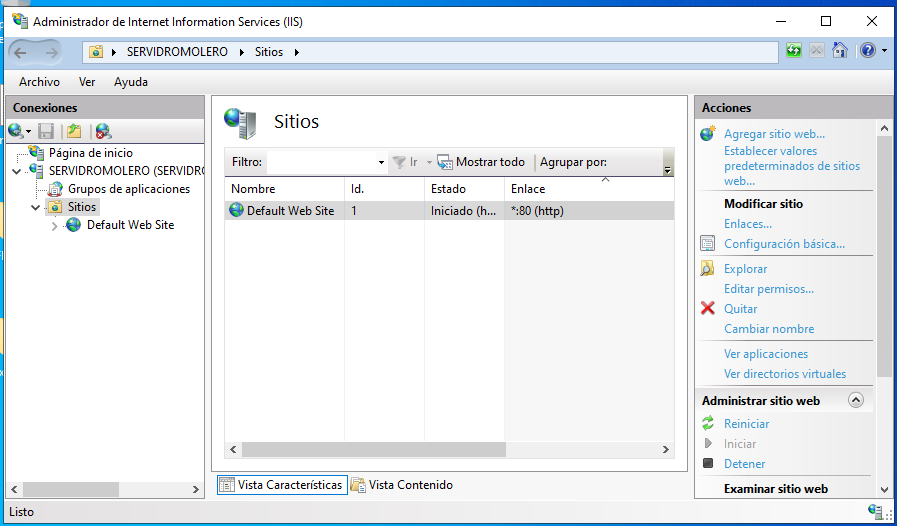 Administrador de Internet Information Services (IIS)
SERVIDROMOLERO
Sitios
Archivo
Ver
Ayuda
Conexiones
Página de inicio
SERVIDROMOLERO (SERVIDRO
Grupos de aplicaciones
Sitios
Default Web Site
Sitios
Filtro:
Ir
Mostrar todo
Agrupar por:
Nombre
Id.
Estado
Enlace
Default Web Site
1
Iniciado (h...
*:80 (http)
Vista Características
Vista Contenido
Acciones
Agregar sitio web...
Establecer valores
predeterminados de sitios
web...
Modificar sitio
Enlaces...
Configuración básica...
Explorar
Editar permisos...
Quitar
Cambiar nombre
Ver aplicaciones
Ver directorios virtuales
Administrar sitio web
Reiniciar
Iniciar
Detener
Examinar sitio web
Listo